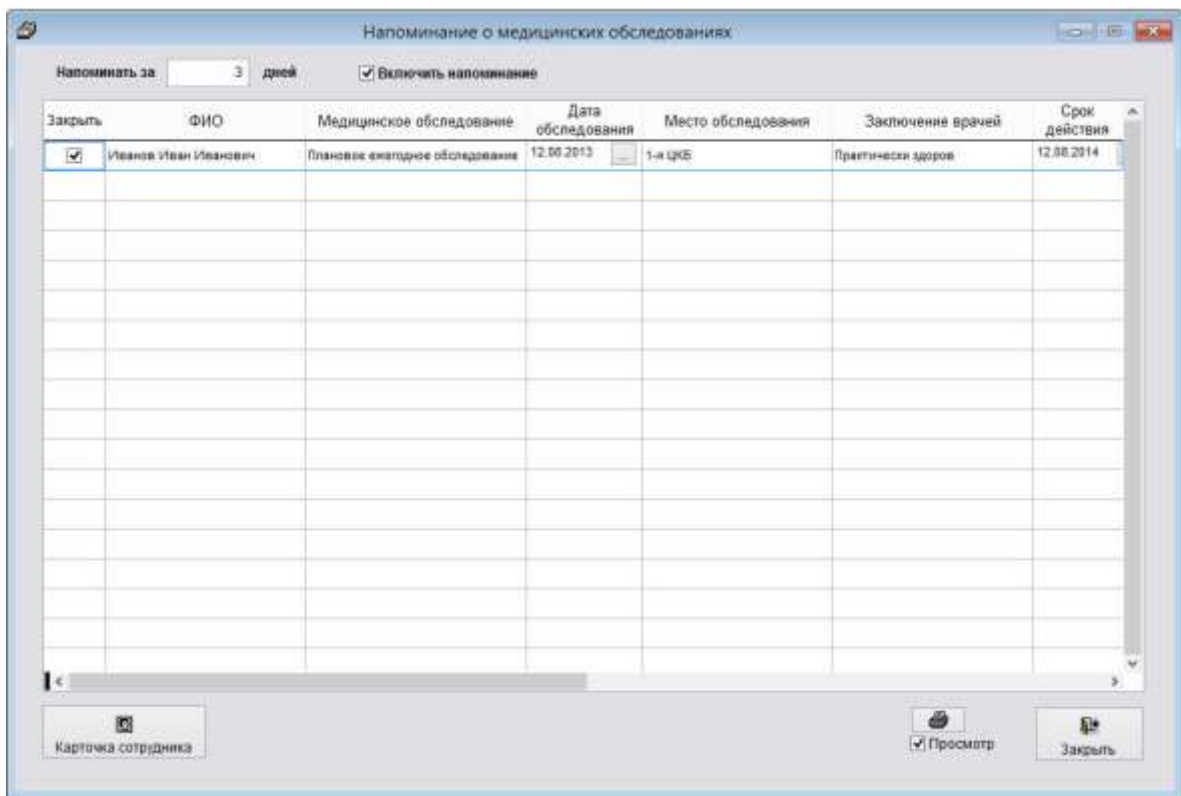 Напоминание о медицинских обследованиях
Напоминать за 3 дней Включить напоминание
Закрыть ФИО Медицинское обследование Дата обследования Место обследования Заключение врачей Срок действия
Иванов Иван Иванович Плановое ежегодное обследование 12.08.2013 ... 1-я ЦКБ Практически здоров 12.08.2014
Карточка сотрудника Просмотр Закрыть